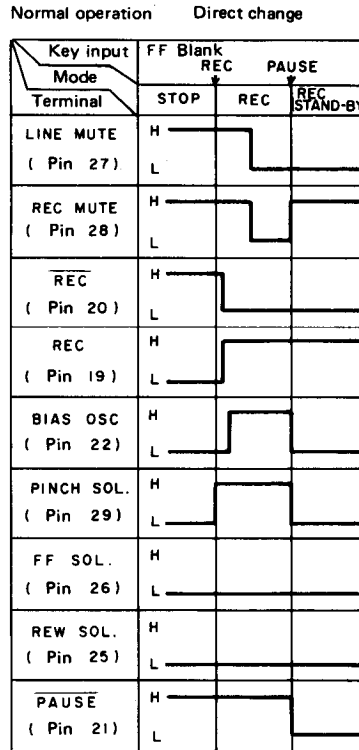 Normal operation Direct change
Key input
Mode
Terminal
FF Blank
REC PAUSE
STOP REC REC STAND-BY
LINE MUTE
( Pin 27)
H
L
REC MUTE
( Pin 28)
H
L
REC
( Pin 20)
H
L
REC
( Pin 19)
H
L
BIAS OSC
( Pin 22)
H
L
PINCH SOL.
( Pin 29)
H
L
FF SOL.
( Pin 26)
H
L
REW SOL.
( Pin 25)
H
L
PAUSE
( Pin 21)
H
L